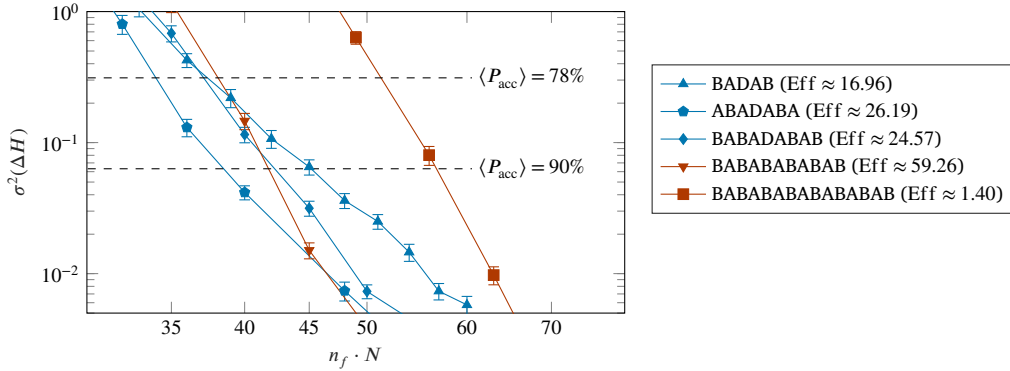 10^0
10^{-1}
10^{-2}
σ²(ΔH)
35
40
45
50
60
70
n_f · N
⟨P_acc⟩ = 78%
⟨P_acc⟩ = 90%
BADAB (Eff ≈ 16.96)
ABADABA (Eff ≈ 26.19)
BABADABAB (Eff ≈ 24.57)
BABABABABAB (Eff ≈ 59.26)
BABABABABABABAB (Eff ≈ 1.40)